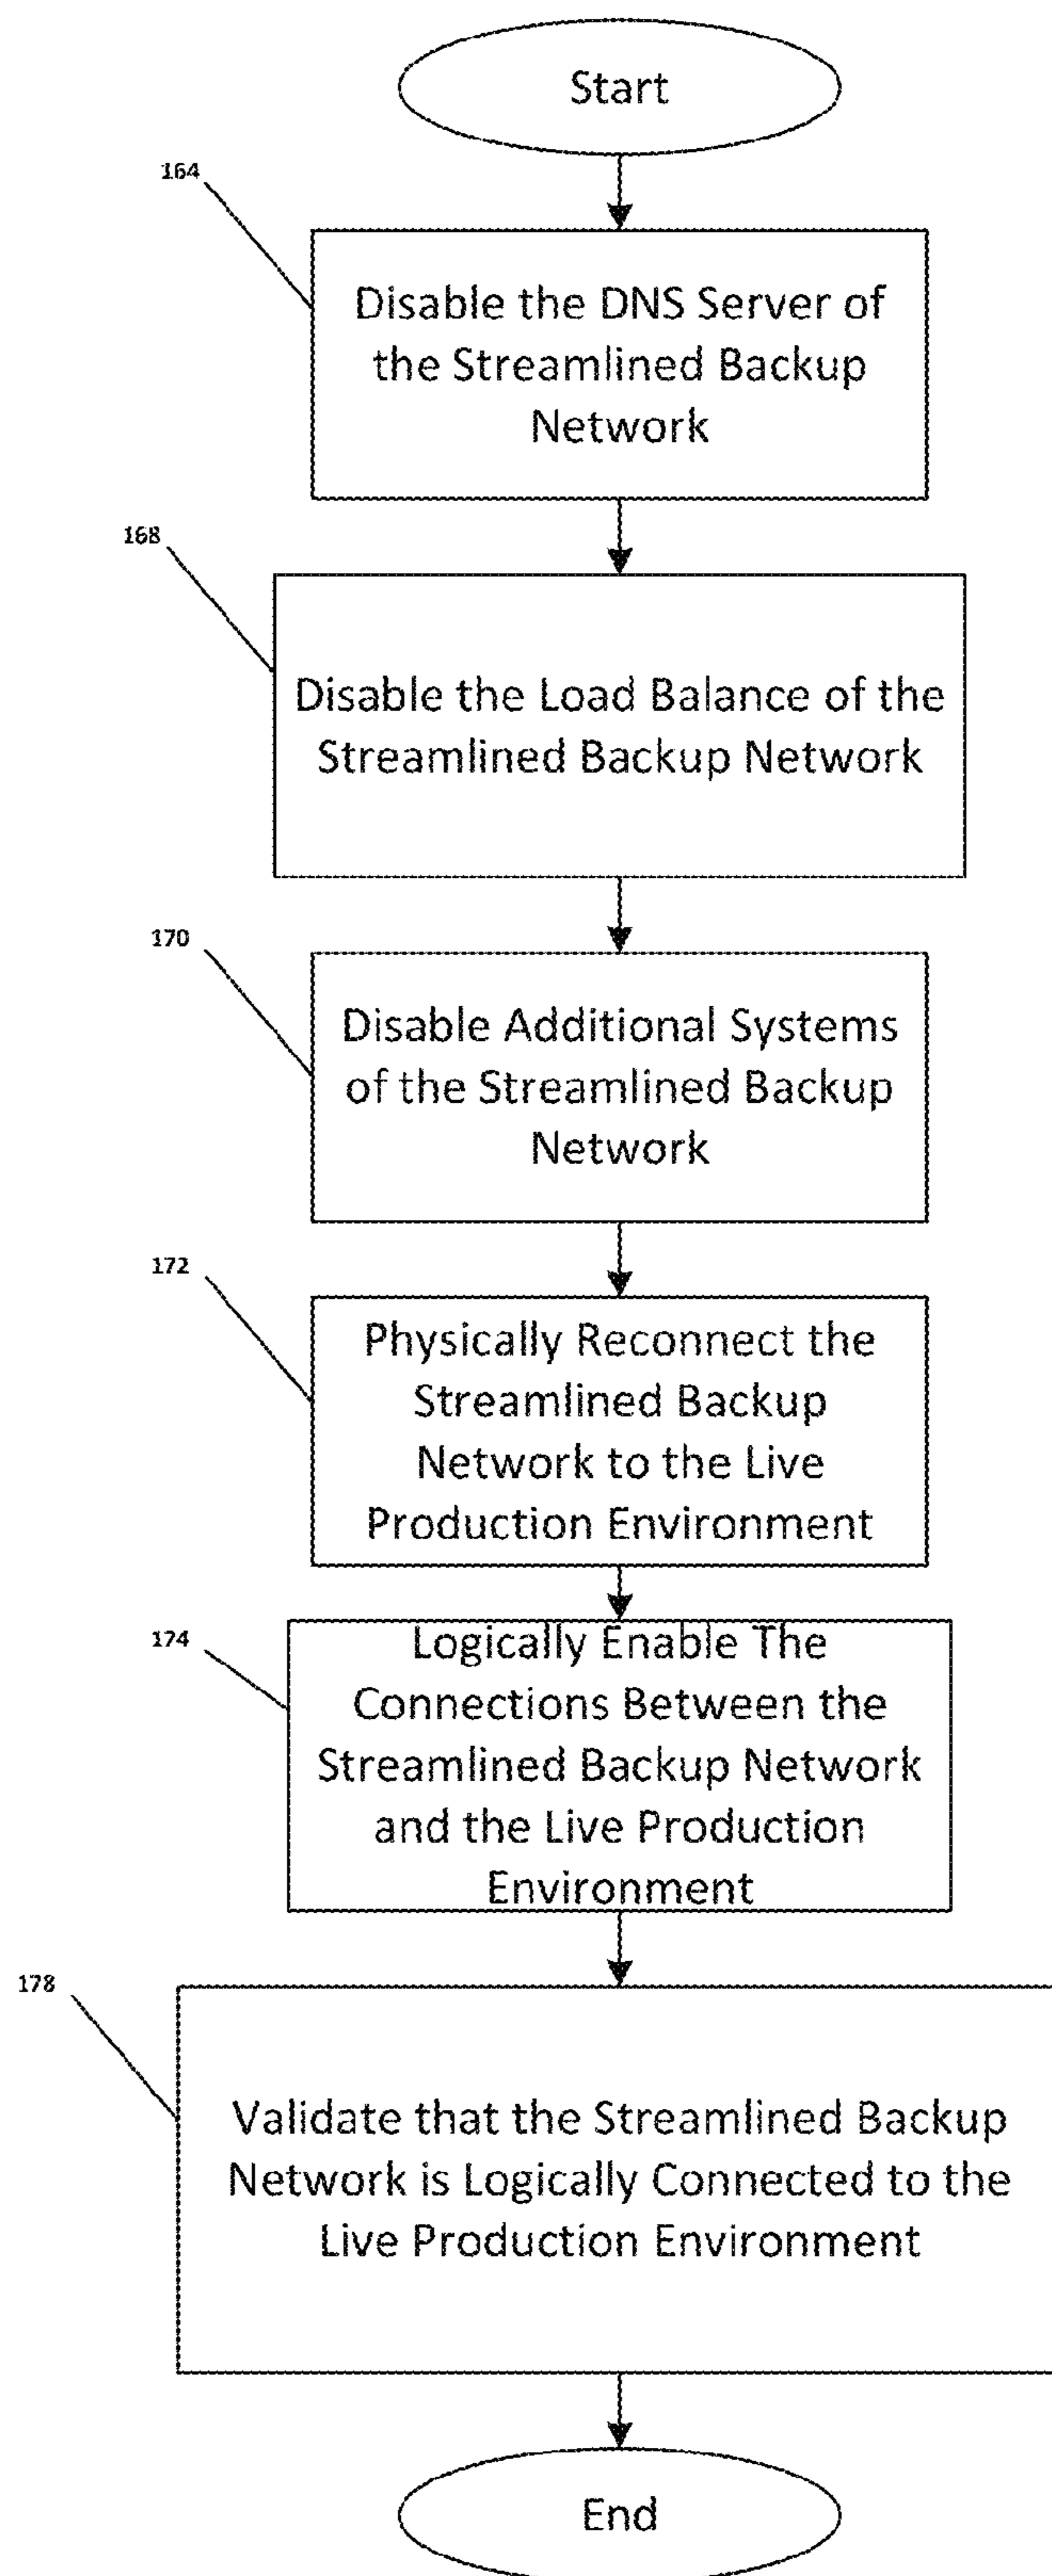 Start
164
Disable the DNS Server of
the Streamlined Backup
Network
168
Disable the Load Balance of the
Streamlined Backup Network
170
Disable Additional Systems
of the Streamlined Backup
Network
172
Physically Reconnect the
Streamlined Backup
Network to the Live
Production Environment
174
Logically Enable The
Connections Between the
Streamlined Backup Network
and the Live Production
Environment
178
Validate that the Streamlined Backup
Network is Logically Connected to the
Live Production Environment
End